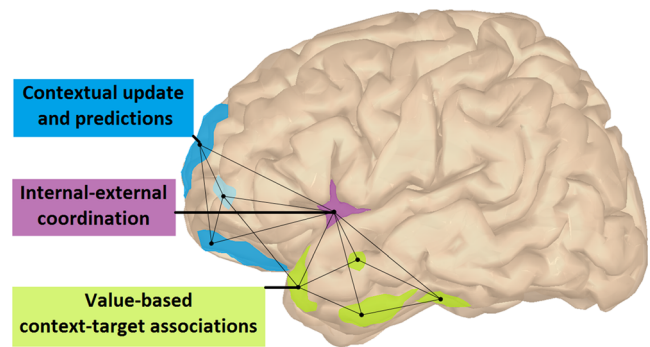 Contextual update
and predictions
Internal-external
coordination
Value-based
context-target associations